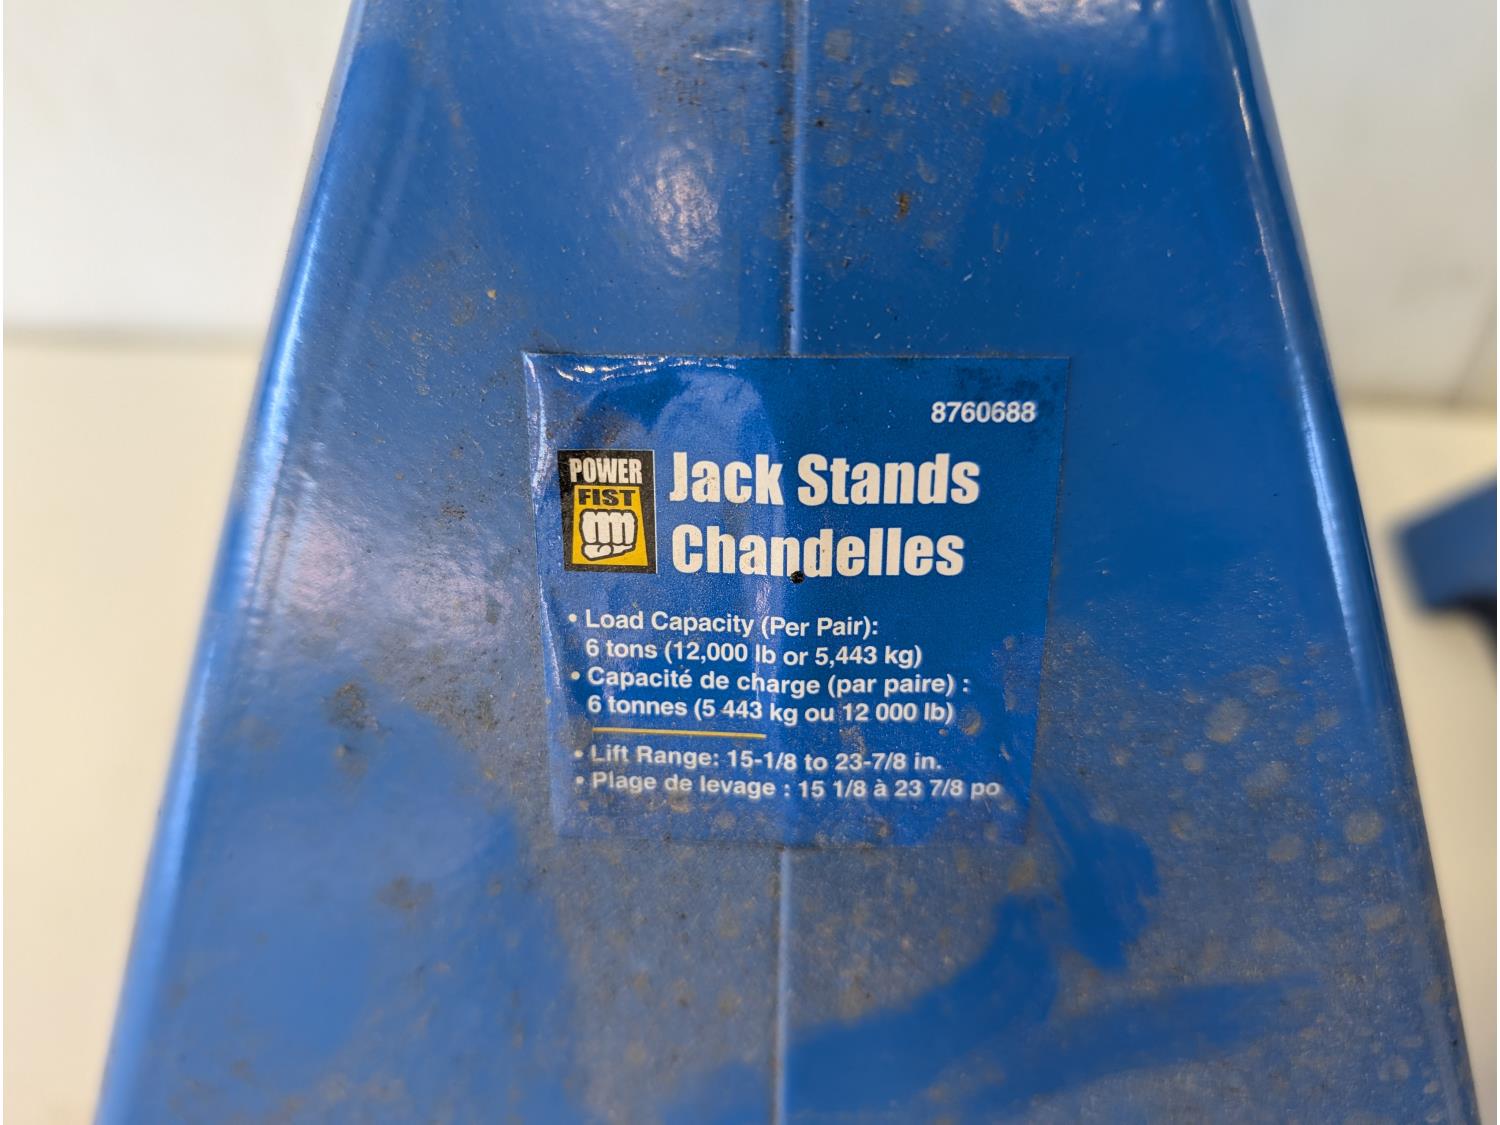 8760688
POWER
FIST
Jack Stands
Chandelles
• Load Capacity (Per Pair):
6 tons (12,000 lb or 5,443 kg)
• Capacité de charge (par paire) :
6 tonnes (5 443 kg ou 12 000 lb)
• Lift Range: 15-1/8 to 23-7/8 in.
• Plage de levage : 15 1/8 à 23 7/8 po